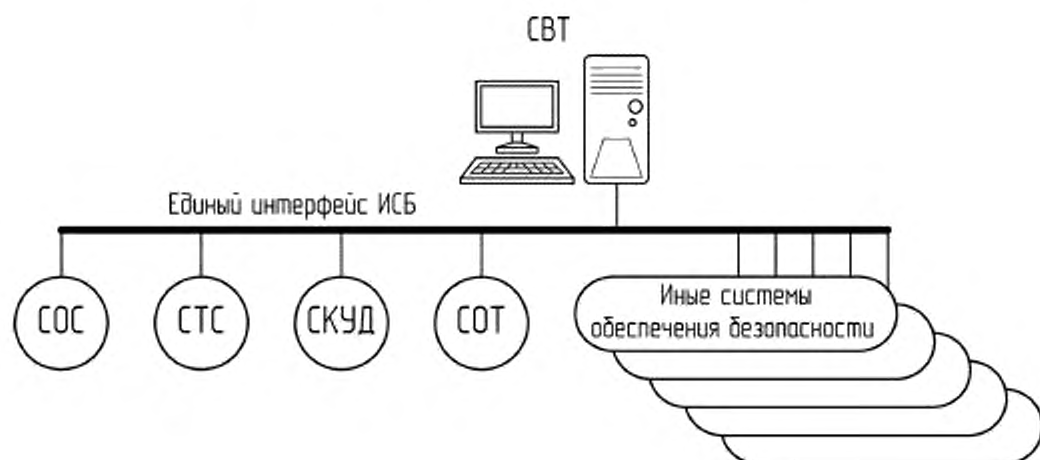 СВТ
Единый интерфейс ИСБ
СОС
СТС
СКУД
СОТ
Иные системы
обеспечения безопасности